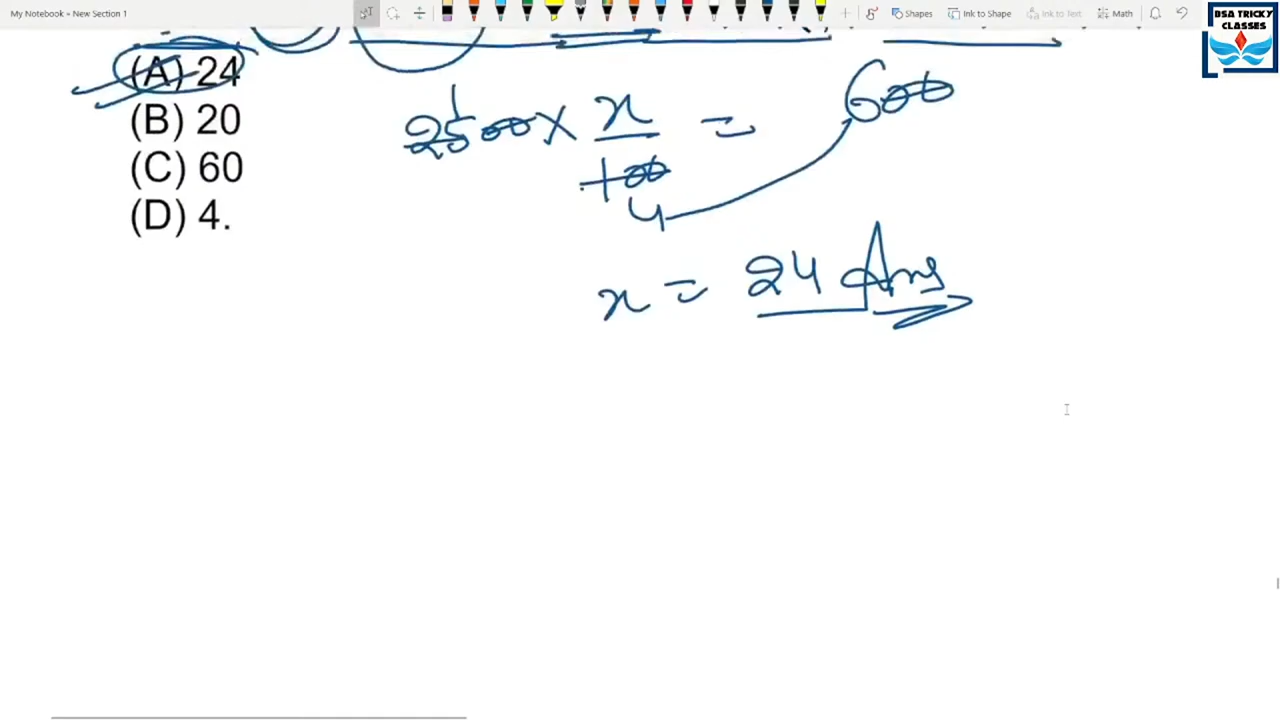 My Notebook » New Section 1
Shapes Ink to Shape Ink to Text Math
BSA TRICKY
CLASSES
(A) 24
(B) 20
(C) 60
(D) 4.
1
2500 × x = 600
100
4
x = 24 Ans